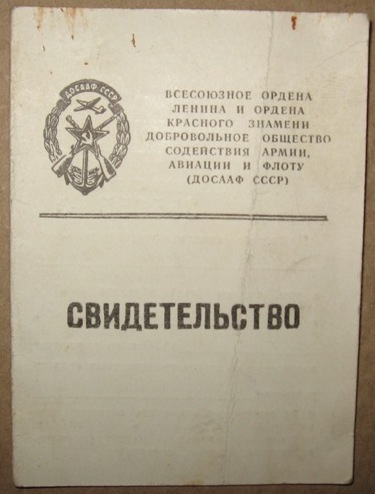 ДОСААФ СССР
ВСЕСОЮЗНОЕ ОРДЕНА
ЛЕНИНА И ОРДЕНА
КРАСНОГО ЗНАМЕНИ
ДОБРОВОЛЬНОЕ ОБЩЕСТВО
СОДЕЙСТВИЯ АРМИИ,
АВИАЦИИ И ФЛОТУ
(ДОСААФ СССР)
СВИДЕТЕЛЬСТВО